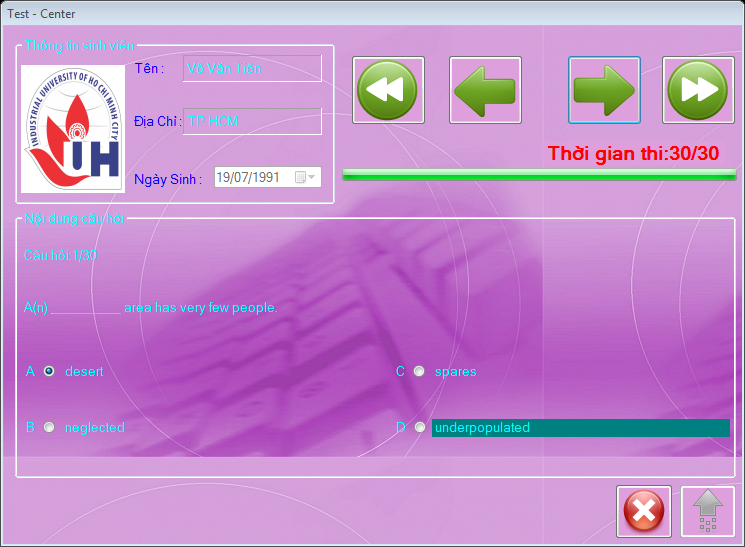 Test - Center
Thông tin sinh viên
INDUSTRIAL UNIVERSITY OF HO CHI MINH CITY
IUH
Tên :
Võ Văn Tiên
Địa Chỉ :
TP HCM
Ngày Sinh :
19/07/1991
Thời gian thi:30/30
Nội dung câu hỏi
Câu hỏi:1/30
A(n)__________ area has very few people.
A desert
C spares
B neglected
D underpopulated